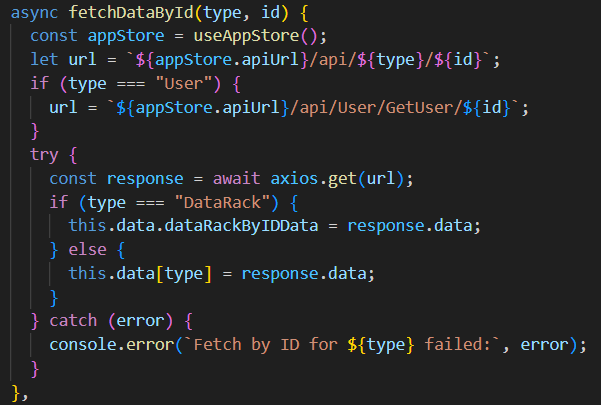 async fetchDataById(type, id) {
  const appStore = useAppStore();
  let url = `${appStore.apiUrl}/api/${type}/${id}`;
  if (type === "User") {
    url = `${appStore.apiUrl}/api/User/GetUser/${id}`;
  }
  try {
    const response = await axios.get(url);
    if (type === "DataRack") {
      this.data.dataRackByIDData = response.data;
    } else {
      this.data[type] = response.data;
    }
  } catch (error) {
    console.error(`Fetch by ID for ${type} failed:`, error);
  }
},